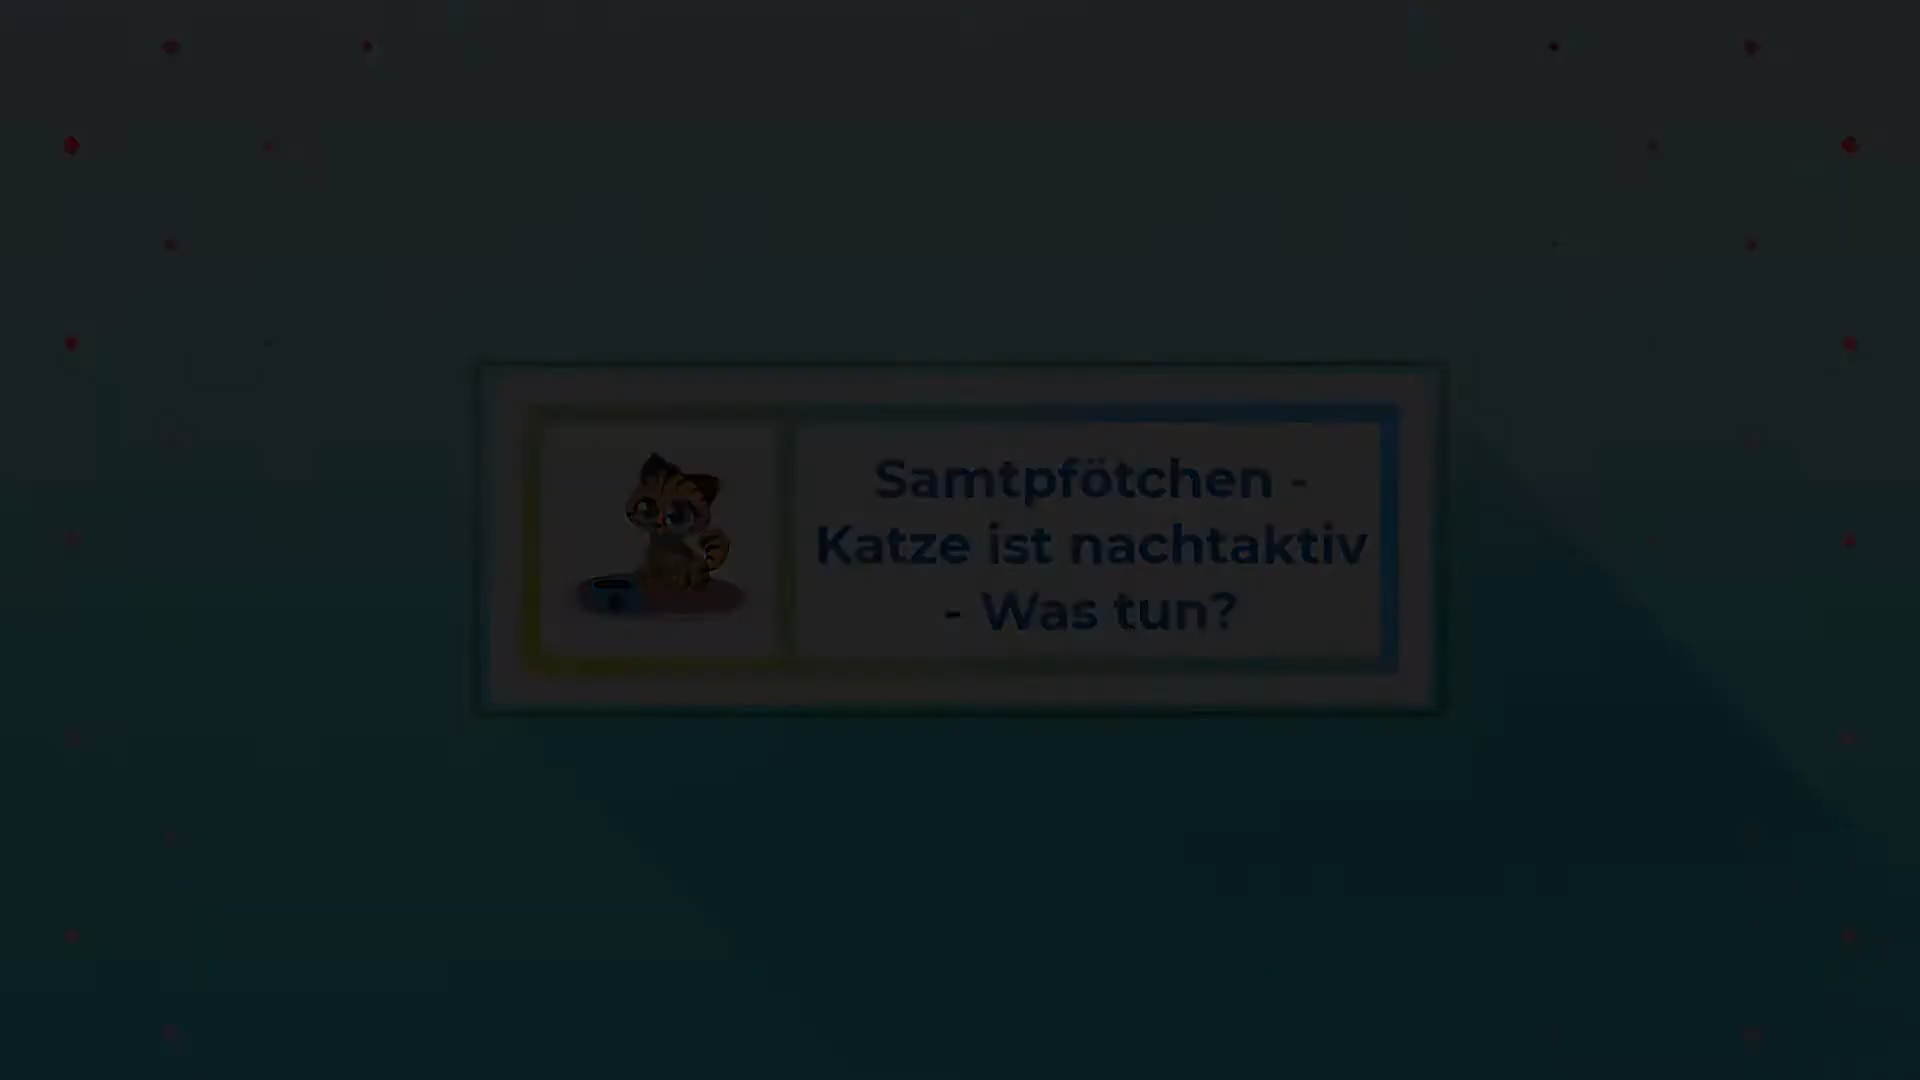 Samtpfötchen -
Katze ist nachtaktiv
- Was tun?